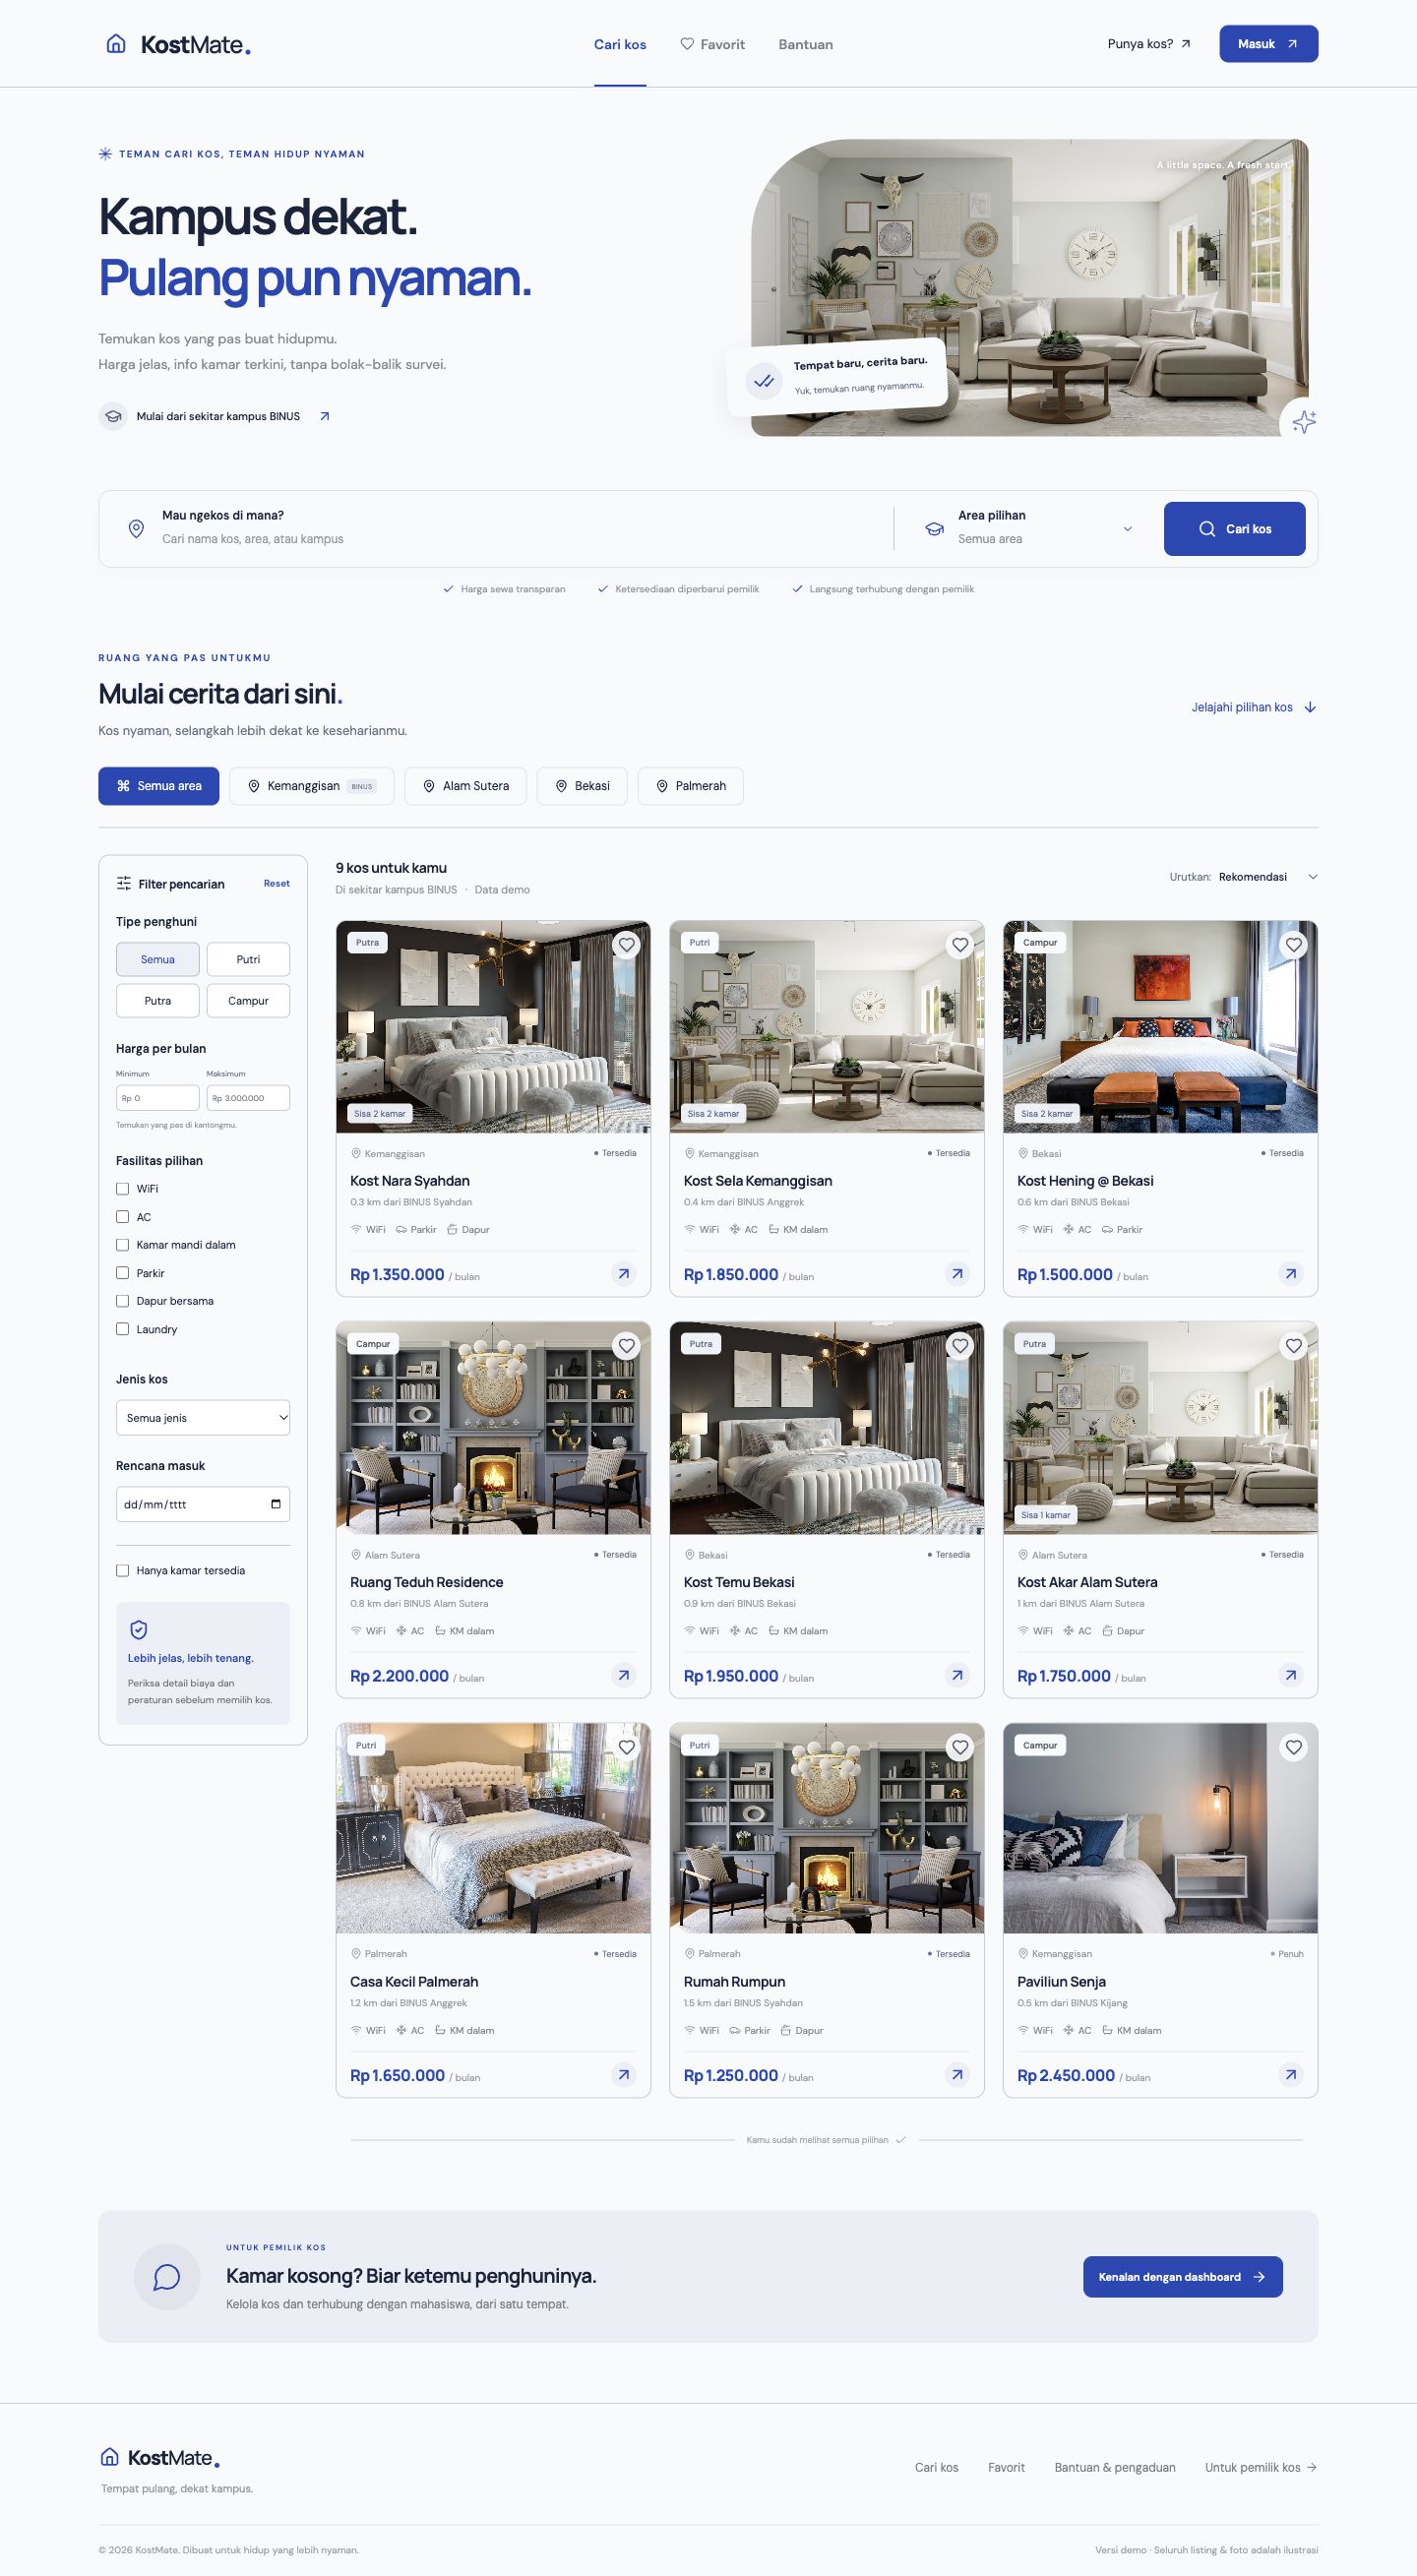 KostMate.
Cari kos
Favorit
Bantuan
Punya kos?
Masuk
TEMAN CARI KOS, TEMAN HIDUP NYAMAN
Kampus dekat.
Pulang pun nyaman.
Temukan kos yang pas buat hidupmu.
Harga jelas, info kamar terkini, tanpa bolak-balik survei.
Mulai dari sekitar kampus BINUS
A little space. A fresh start.
Tempat baru, cerita baru.
Yuk, temukan ruang nyamanmu.
Mau ngekos di mana?
Cari nama kos, area, atau kampus
Area pilihan
Semua area
Cari kos
Harga sewa transparan
Ketersediaan diperbarui pemilik
Langsung terhubung dengan pemilik
RUANG YANG PAS UNTUKMU
Mulai cerita dari sini.
Kos nyaman, selangkah lebih dekat ke keseharianmu.
Jelajahi pilihan kos
Semua area
Kemanggisan BINUS
Alam Sutera
Bekasi
Palmerah
Filter pencarian
Reset
Tipe penghuni
Semua
Putri
Putra
Campur
Harga per bulan
Minimum
Maksimum
Rp 0
Rp 3.000.000
Temukan yang pas di kantongmu.
Fasilitas pilihan
WiFi
AC
Kamar mandi dalam
Parkir
Dapur bersama
Laundry
Jenis kos
Semua jenis
Rencana masuk
dd/mm/tttt
Hanya kamar tersedia
Lebih jelas, lebih tenang.
Periksa detail biaya dan
peraturan sebelum memilih kos.
9 kos untuk kamu
Di sekitar kampus BINUS · Data demo
Urutkan: Rekomendasi
Putra
Sisa 2 kamar
Kemanggisan
Tersedia
Kost Nara Syahdan
0.3 km dari BINUS Syahdan
WiFi Parkir Dapur
Rp 1.350.000 / bulan
Putri
Sisa 2 kamar
Kemanggisan
Tersedia
Kost Sela Kemanggisan
0.4 km dari BINUS Anggrek
WiFi AC KM dalam
Rp 1.850.000 / bulan
Campur
Sisa 2 kamar
Bekasi
Tersedia
Kost Hening @ Bekasi
0.6 km dari BINUS Bekasi
WiFi AC Parkir
Rp 1.500.000 / bulan
Campur
Alam Sutera
Tersedia
Ruang Teduh Residence
0.8 km dari BINUS Alam Sutera
WiFi AC KM dalam
Rp 2.200.000 / bulan
Putra
Bekasi
Tersedia
Kost Temu Bekasi
0.9 km dari BINUS Bekasi
WiFi AC KM dalam
Rp 1.950.000 / bulan
Putra
Sisa 1 kamar
Alam Sutera
Tersedia
Kost Akar Alam Sutera
1 km dari BINUS Alam Sutera
WiFi AC Dapur
Rp 1.750.000 / bulan
Putri
Palmerah
Tersedia
Casa Kecil Palmerah
1.2 km dari BINUS Anggrek
WiFi AC KM dalam
Rp 1.650.000 / bulan
Putri
Palmerah
Tersedia
Rumah Rumpun
1.5 km dari BINUS Syahdan
WiFi Parkir Dapur
Rp 1.250.000 / bulan
Campur
Kemanggisan
Penuh
Paviliun Senja
0.5 km dari BINUS Kijang
WiFi AC KM dalam
Rp 2.450.000 / bulan
Kamu sudah melihat semua pilihan
UNTUK PEMILIK KOS
Kamar kosong? Biar ketemu penghuninya.
Kelola kos dan terhubung dengan mahasiswa, dari satu tempat.
Kenalan dengan dashboard
KostMate.
Tempat pulang, dekat kampus.
Cari kos
Favorit
Bantuan & pengaduan
Untuk pemilik kos
© 2026 KostMate. Dibuat untuk hidup yang lebih nyaman.
Versi demo · Seluruh listing & foto adalah ilustrasi